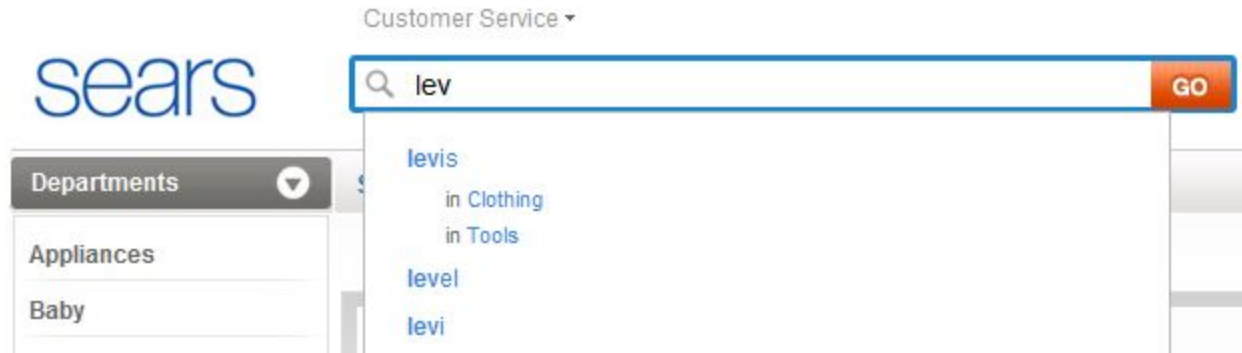 Customer Service
sears
lev
GO
Departments
levis
in Clothing
in Tools
Appliances
level
Baby
levi